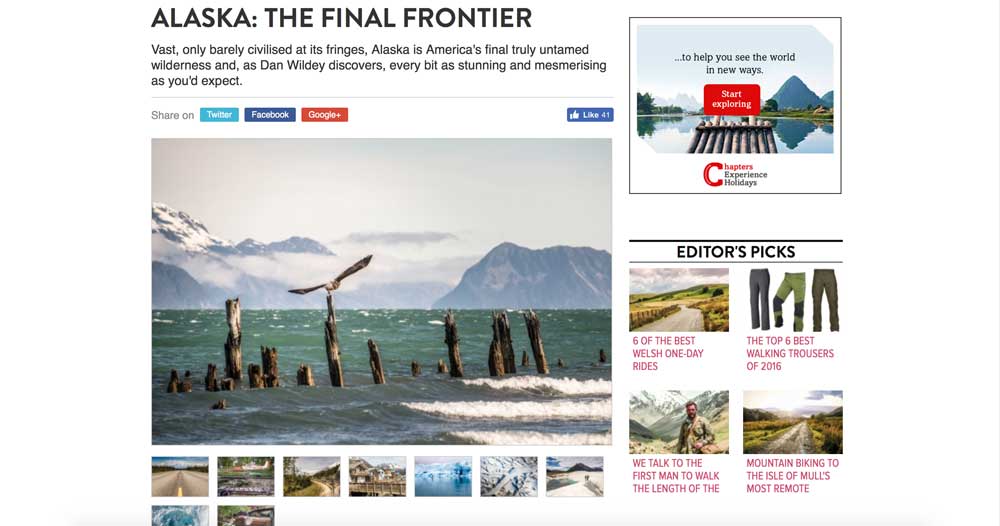 ALASKA: THE FINAL FRONTIER
Vast, only barely civilised at its fringes, Alaska is America's final truly untamed
wilderness and, as Dan Wildey discovers, every bit as stunning and mesmerising
as you'd expect.
Share on Twitter Facebook Google+ Like 41
...to help you see the world
in new ways.
Start
exploring
Chapters
Experience
Holidays
EDITOR'S PICKS
6 OF THE BEST
WELSH ONE-DAY
RIDES
THE TOP 6 BEST
WALKING TROUSERS
OF 2016
WE TALK TO THE
FIRST MAN TO WALK
THE LENGTH OF THE
MOUNTAIN BIKING TO
THE ISLE OF MULL'S
MOST REMOTE